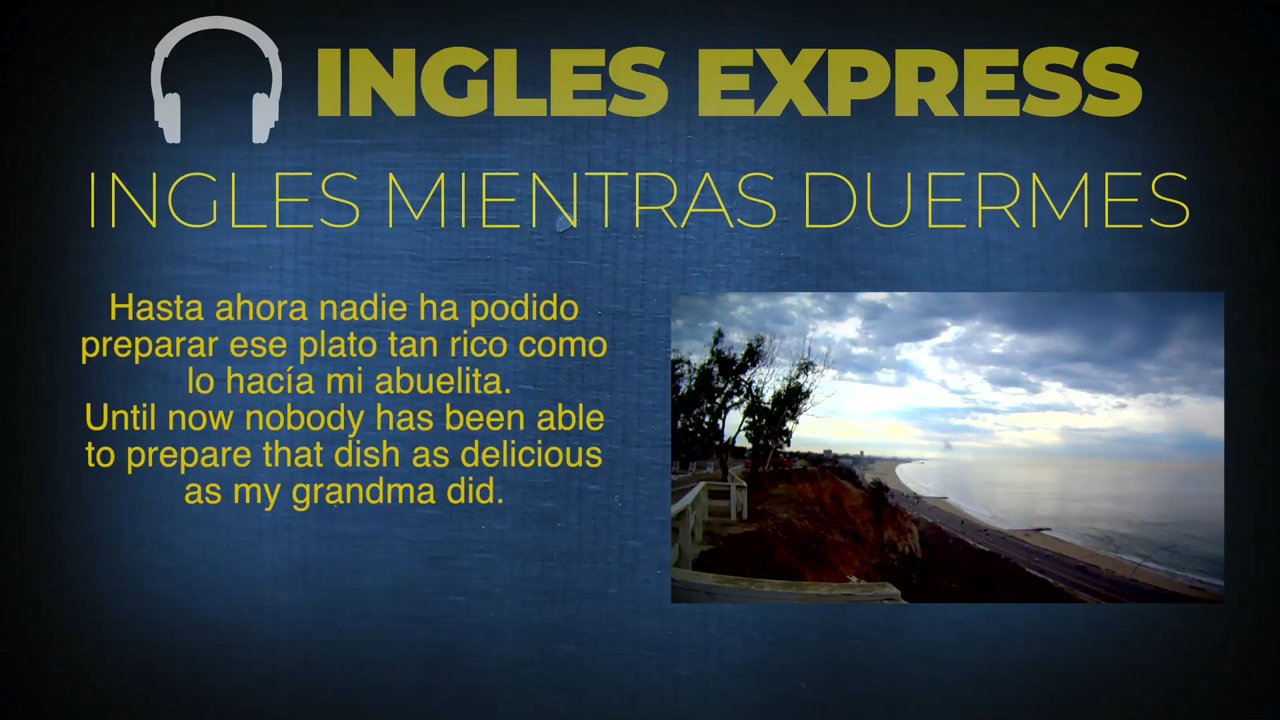 INGLES EXPRESS
INGLES MIENTRAS DUERMES
Hasta ahora nadie ha podido
preparar ese plato tan rico como
lo hacía mi abuelita.
Until now nobody has been able
to prepare that dish as delicious
as my grandma did.